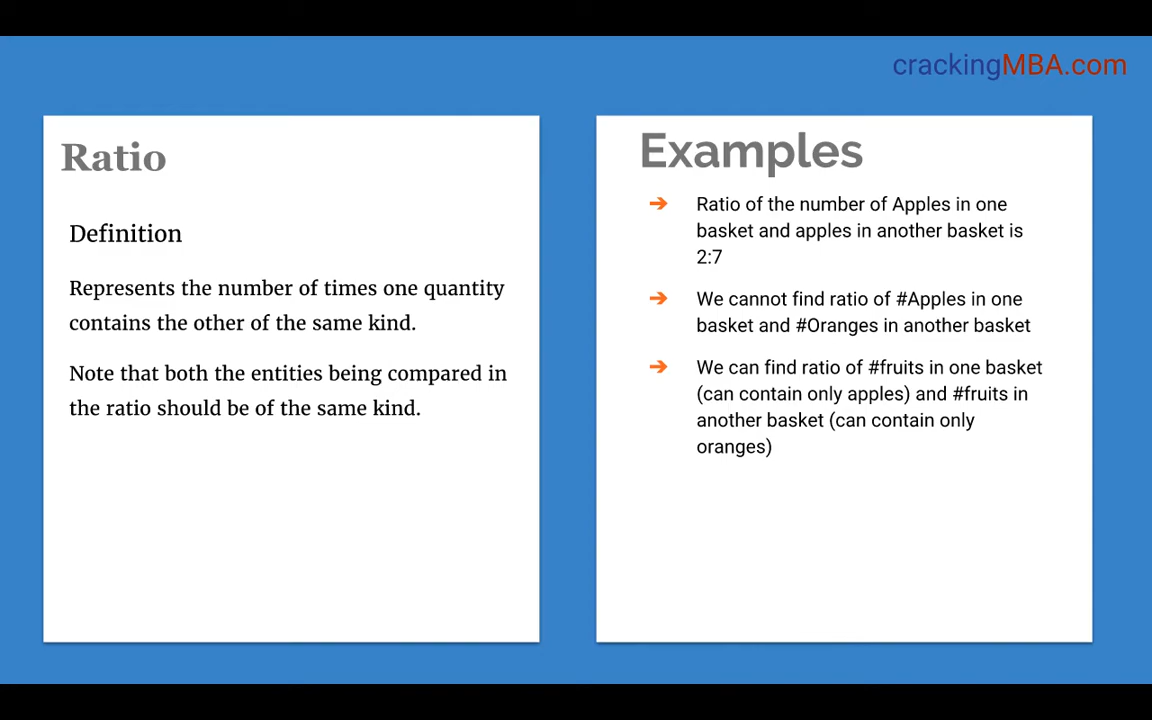 crackingMBA.com
Ratio
Definition
Represents the number of times one quantity
contains the other of the same kind.
Note that both the entities being compared in
the ratio should be of the same kind.
Examples
➔ Ratio of the number of Apples in one
basket and apples in another basket is
2:7
➔ We cannot find ratio of #Apples in one
basket and #Oranges in another basket
➔ We can find ratio of #fruits in one basket
(can contain only apples) and #fruits in
another basket (can contain only
oranges)